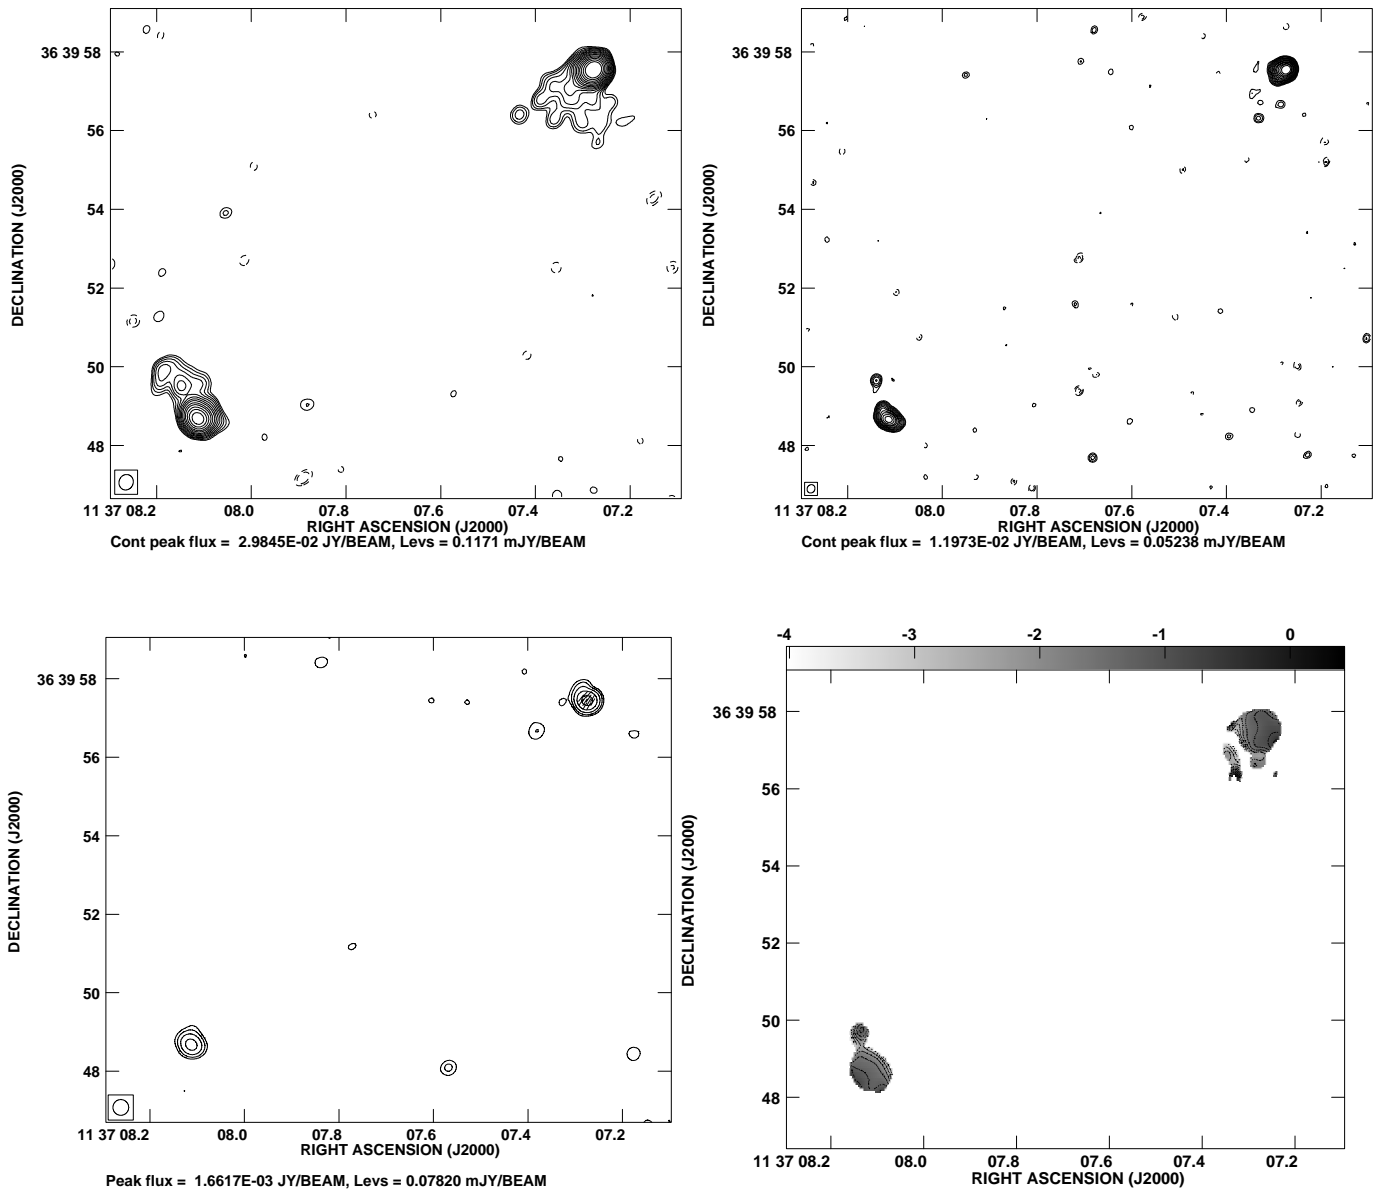 36 39 58
56
54
52
50
48
DECLINATION (J2000)
11 37 08.2
08.0
07.8
07.6
07.4
07.2
RIGHT ASCENSION (J2000)
Cont peak flux = 2.9845E-02 JY/BEAM, Levs = 0.1171 mJY/BEAM
36 39 58
56
54
52
50
48
DECLINATION (J2000)
11 37 08.2
08.0
07.8
07.6
07.4
07.2
RIGHT ASCENSION (J2000)
Cont peak flux = 1.1973E-02 JY/BEAM, Levs = 0.05238 mJY/BEAM
36 39 58
56
54
52
50
48
DECLINATION (J2000)
11 37 08.2
08.0
07.8
07.6
07.4
07.2
RIGHT ASCENSION (J2000)
Peak flux = 1.6617E-03 JY/BEAM, Levs = 0.07820 mJY/BEAM
-4
-3
-2
-1
0
36 39 58
56
54
52
50
48
DECLINATION (J2000)
11 37 08.2
08.0
07.8
07.6
07.4
07.2
RIGHT ASCENSION (J2000)